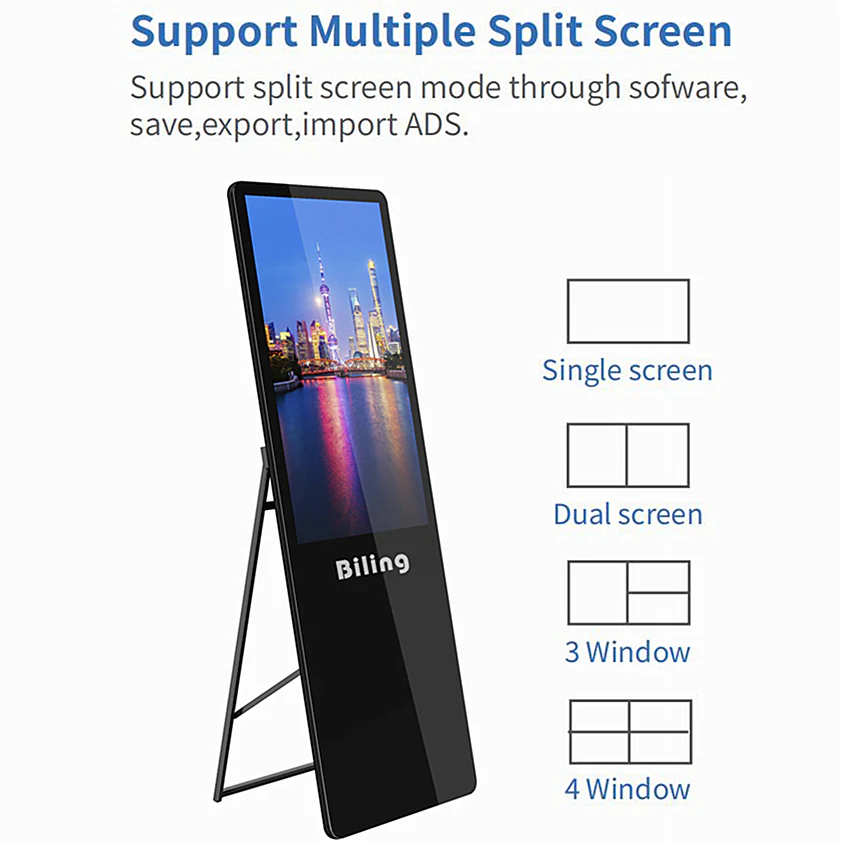 Support Multiple Split Screen
Support split screen mode through sofware,
save,export,import ADS.
Single screen
Dual screen
Biling
3 Window
4 Window